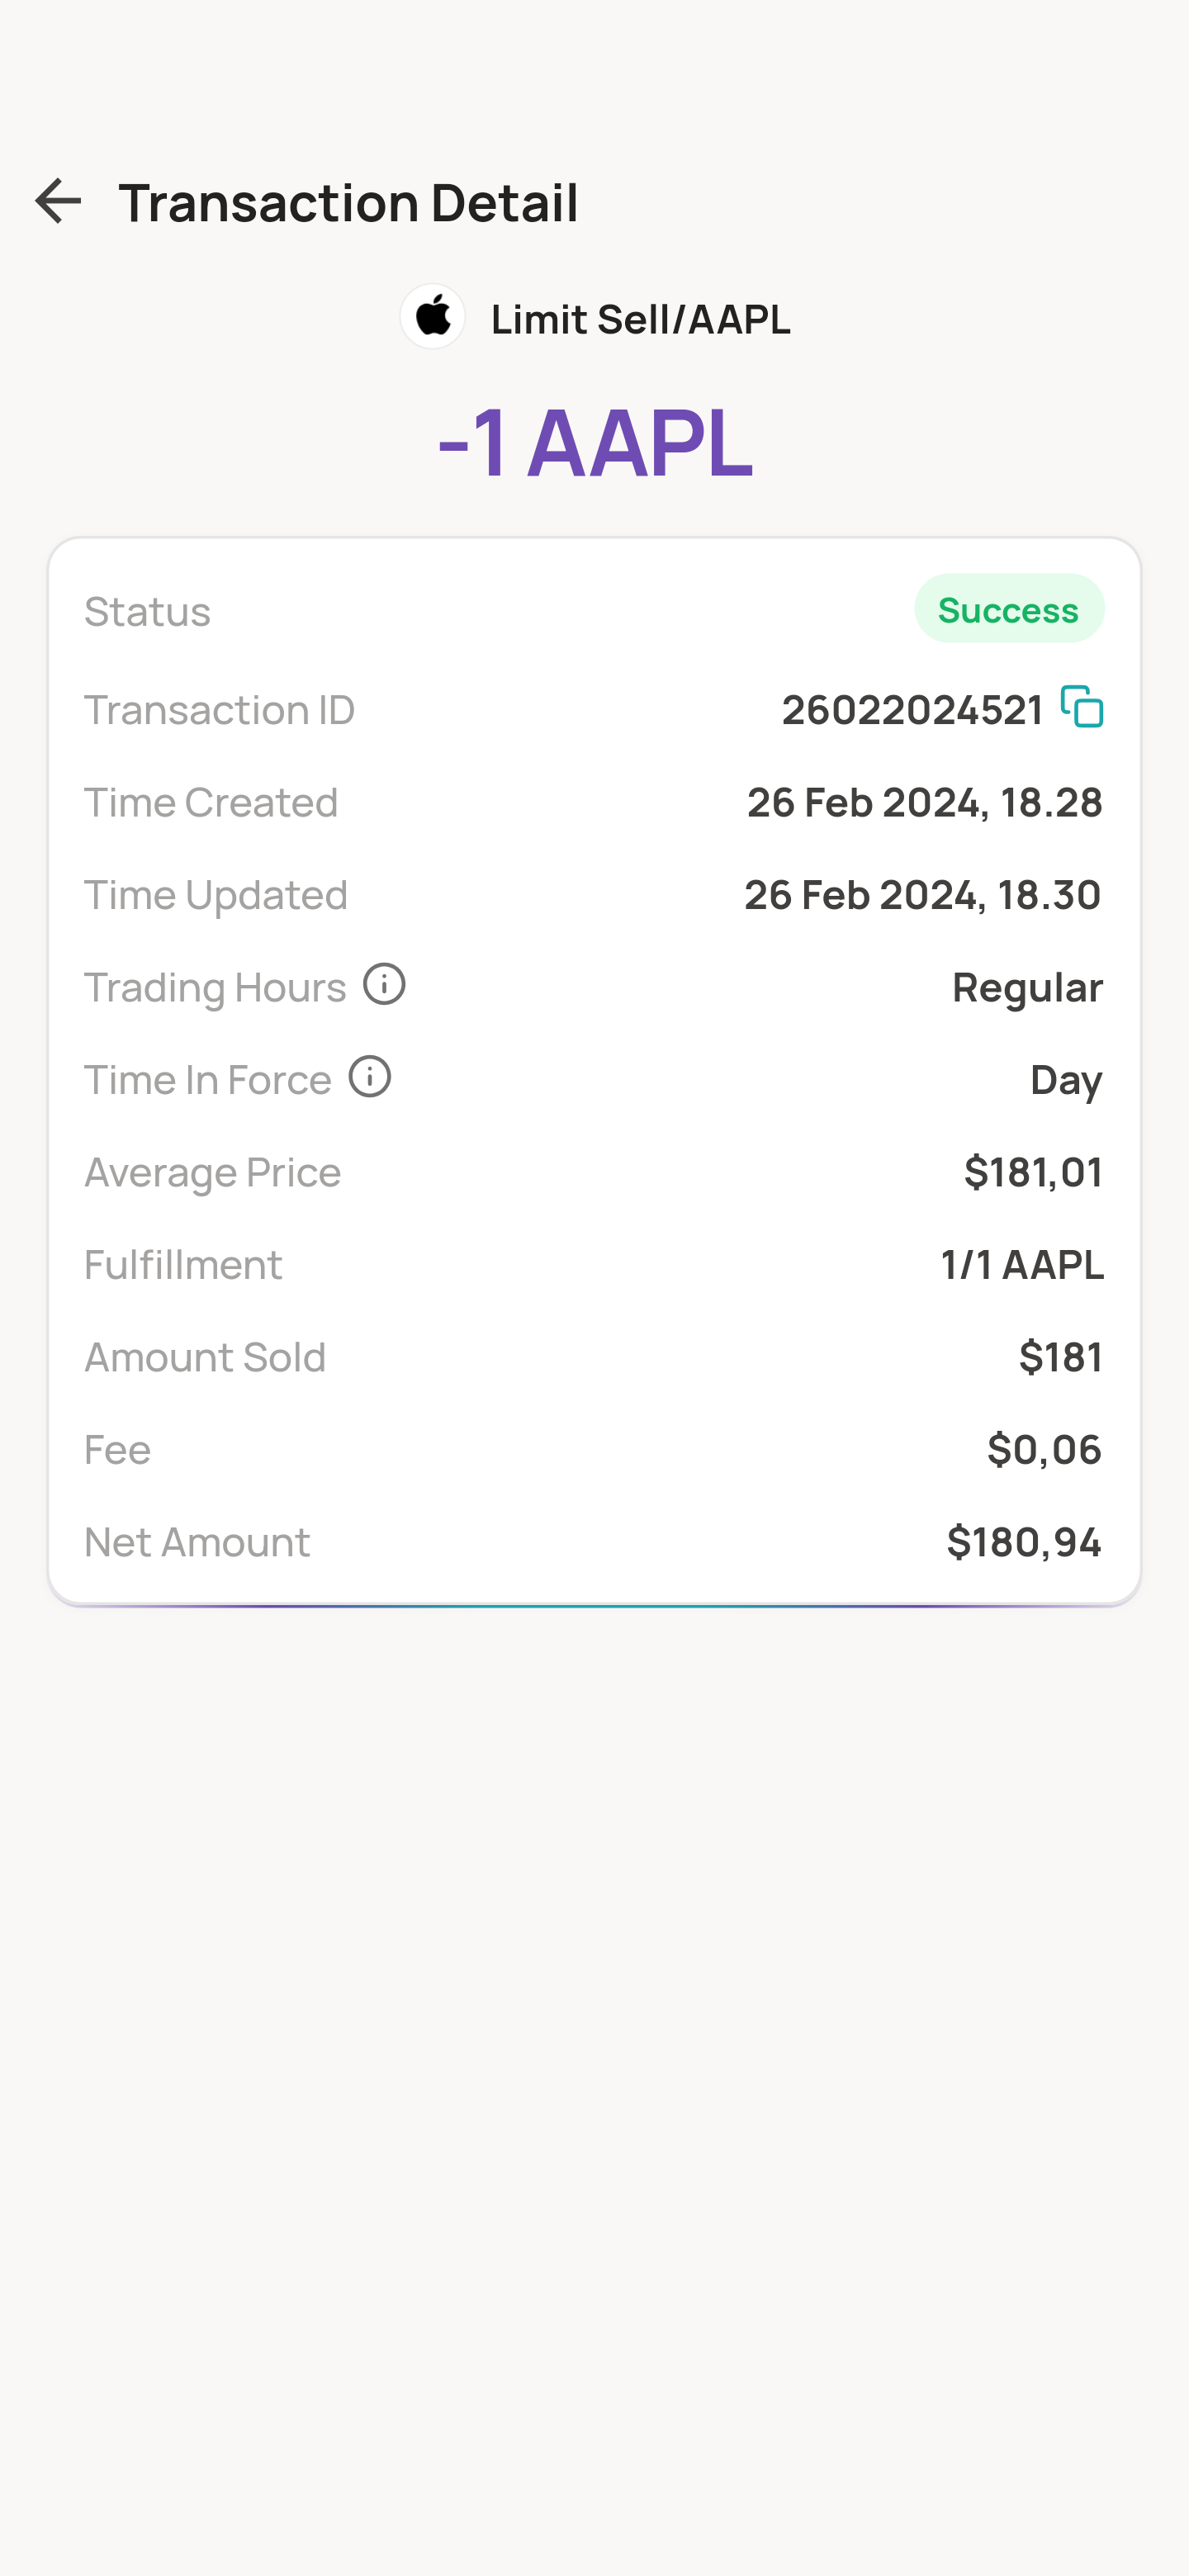 Transaction Detail
Limit Sell/AAPL
-1 AAPL
Status Success
Transaction ID 26022024521
Time Created 26 Feb 2024, 18.28
Time Updated 26 Feb 2024, 18.30
Trading Hours Regular
Time In Force Day
Average Price $181,01
Fulfillment 1/1 AAPL
Amount Sold $181
Fee $0,06
Net Amount $180,94